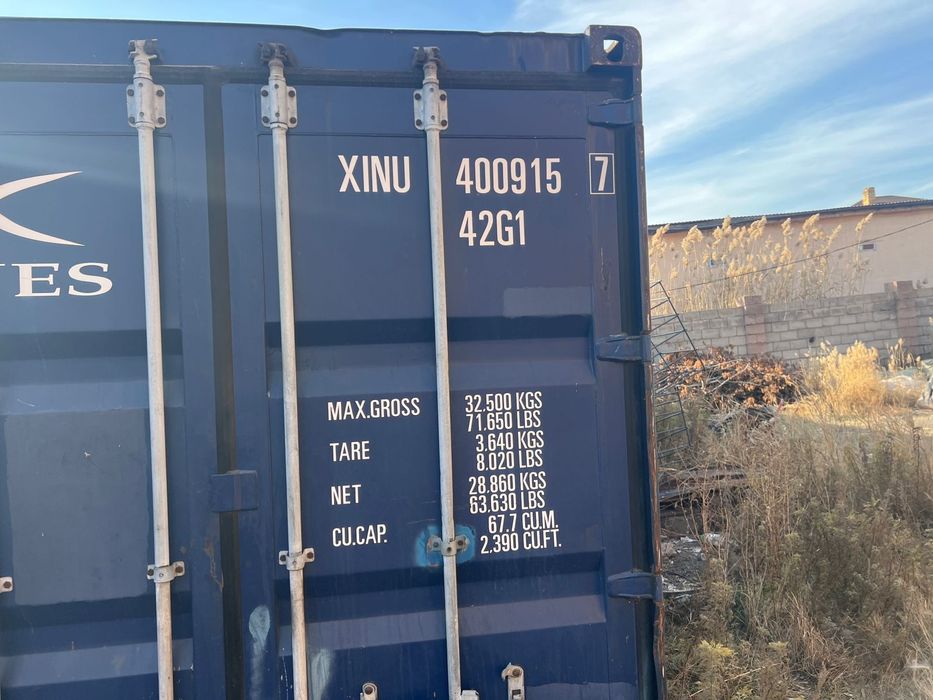 XINU 400915 7
42G1
ES
MAX.GROSS 32.500 KGS
71.650 LBS
TARE 3.640 KGS
8.020 LBS
NET 28.860 KGS
63.630 LBS
CU.CAP. 67.7 CU.M.
2.390 CU.FT.